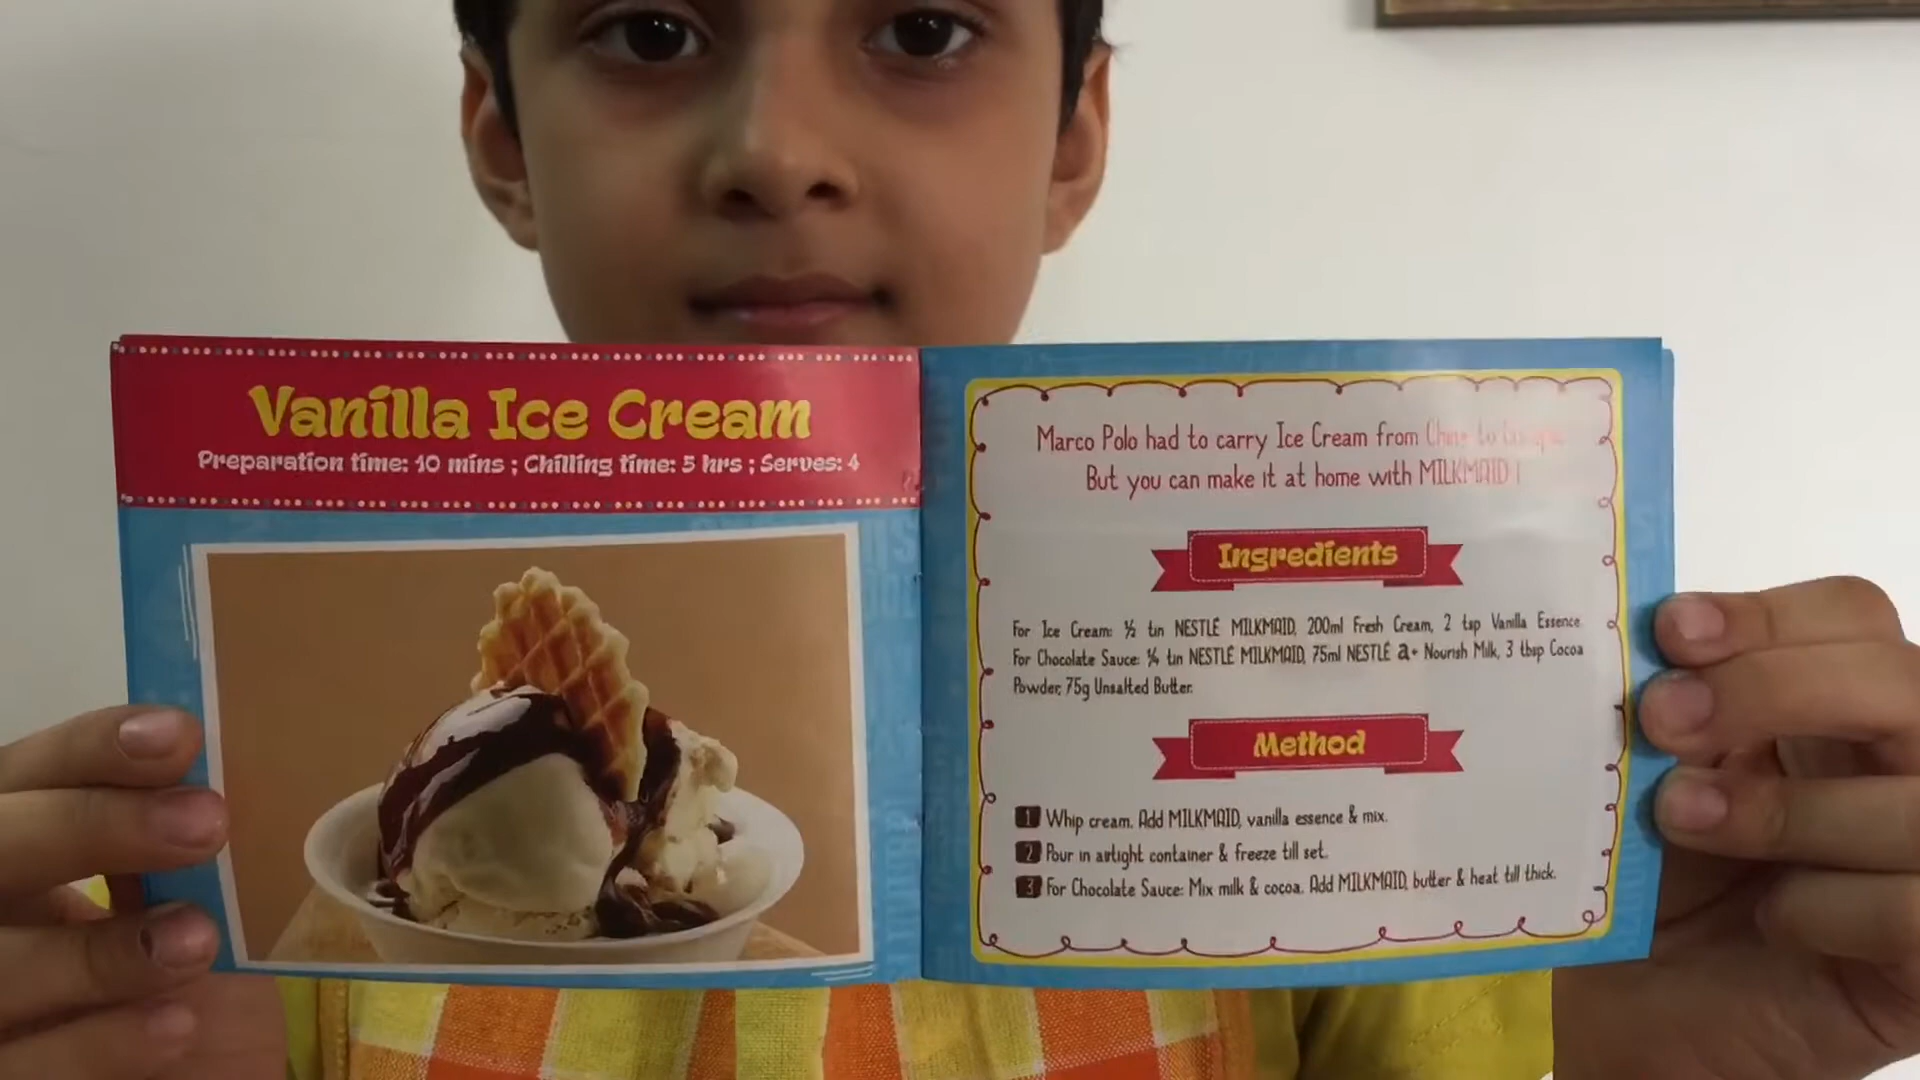 Vanilla Ice Cream
Preparation time: 10 mins ; Chilling time: 5 hrs ; Serves: 4
Marco Polo had to carry Ice Cream from China to
But you can make it at home with MILKMAID !
Ingredients
For Ice Cream: ½ tin NESTLÉ MILKMAID, 200ml Fresh Cream, 2 tsp Vanilla Essence.
For Chocolate Sauce: ¼ tin NESTLÉ MILKMAID, 75ml NESTLÉ a+ Nourish Milk, 3 tbsp Cocoa
Powder, 75g Unsalted Butter.
Method
1 Whip cream. Add MILKMAID, vanilla essence & mix.
2 Pour in airtight container & freeze till set.
3 For Chocolate Sauce: Mix milk & cocoa. Add MILKMAID, butter & heat till thick.